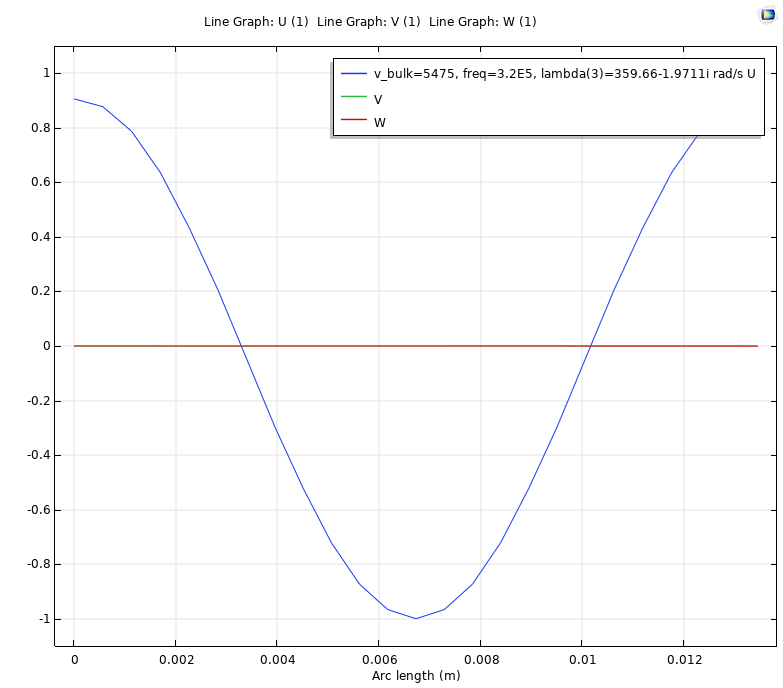 Line Graph: U (1)  Line Graph: V (1)  Line Graph: W (1)
v_bulk=5475, freq=3.2E5, lambda(3)=359.66-1.9711i rad/s U
V
W
1
0.8
0.6
0.4
0.2
0
-0.2
-0.4
-0.6
-0.8
-1
0 0.002 0.004 0.006 0.008 0.01 0.012
Arc length (m)